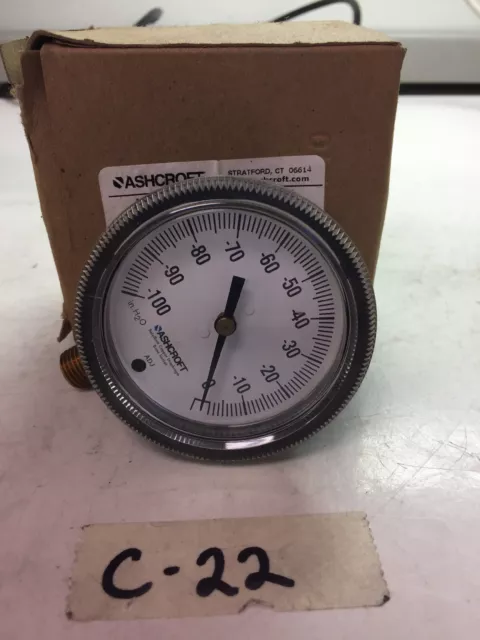 ASHCROFT
STRATFORD, CT 06614
-100
-90
-80
-70
-60
-50
-40
-30
-20
-10
0
in H2O
ASHCROFT
ADJ
C-22